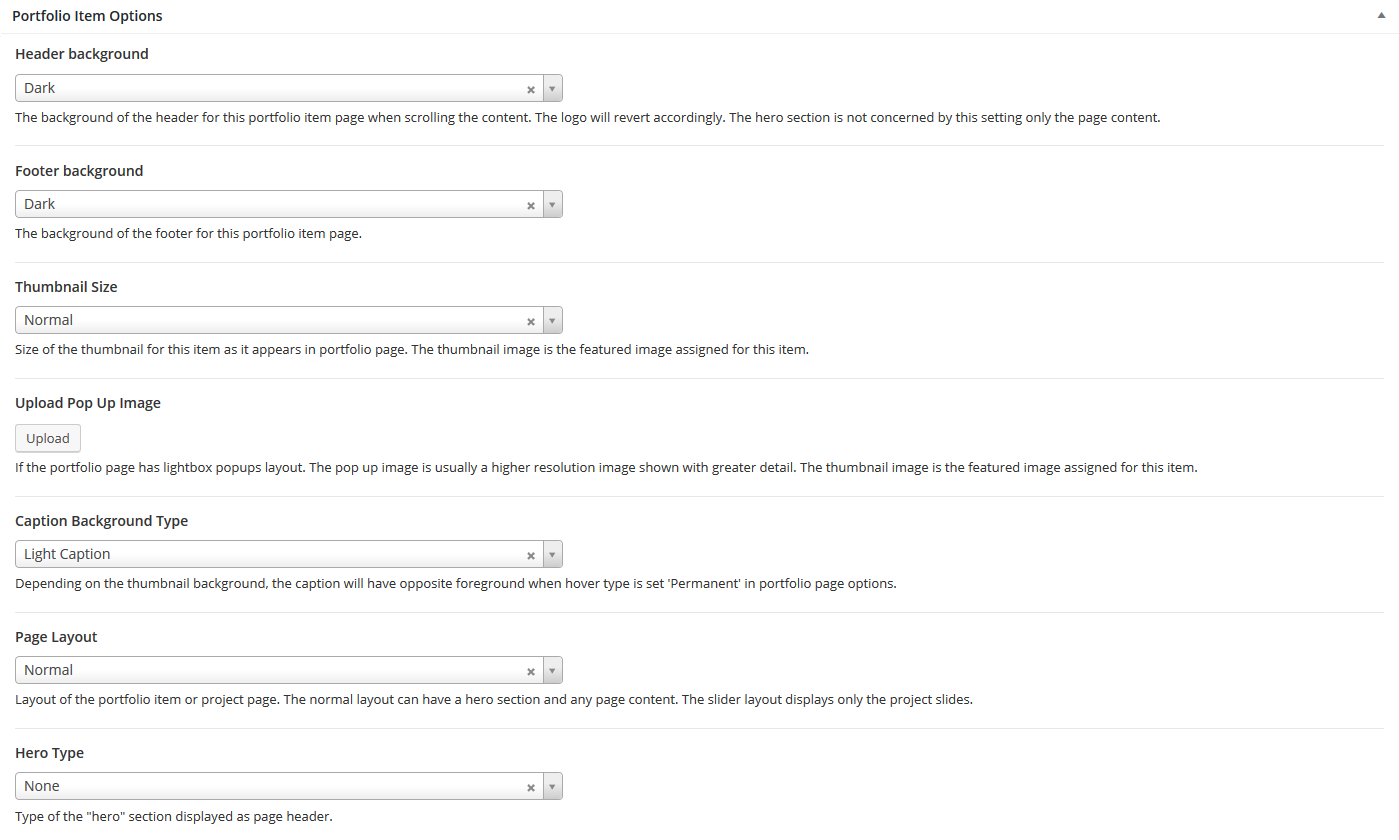 Portfolio Item Options
Header background
Dark
The background of the header for this portfolio item page when scrolling the content. The logo will revert accordingly. The hero section is not concerned by this setting only the page content.
Footer background
Dark
The background of the footer for this portfolio item page.
Thumbnail Size
Normal
Size of the thumbnail for this item as it appears in portfolio page. The thumbnail image is the featured image assigned for this item.
Upload Pop Up Image
Upload
If the portfolio page has lightbox popups layout. The pop up image is usually a higher resolution image shown with greater detail. The thumbnail image is the featured image assigned for this item.
Caption Background Type
Light Caption
Depending on the thumbnail background, the caption will have opposite foreground when hover type is set 'Permanent' in portfolio page options.
Page Layout
Normal
Layout of the portfolio item or project page. The normal layout can have a hero section and any page content. The slider layout displays only the project slides.
Hero Type
None
Type of the "hero" section displayed as page header.